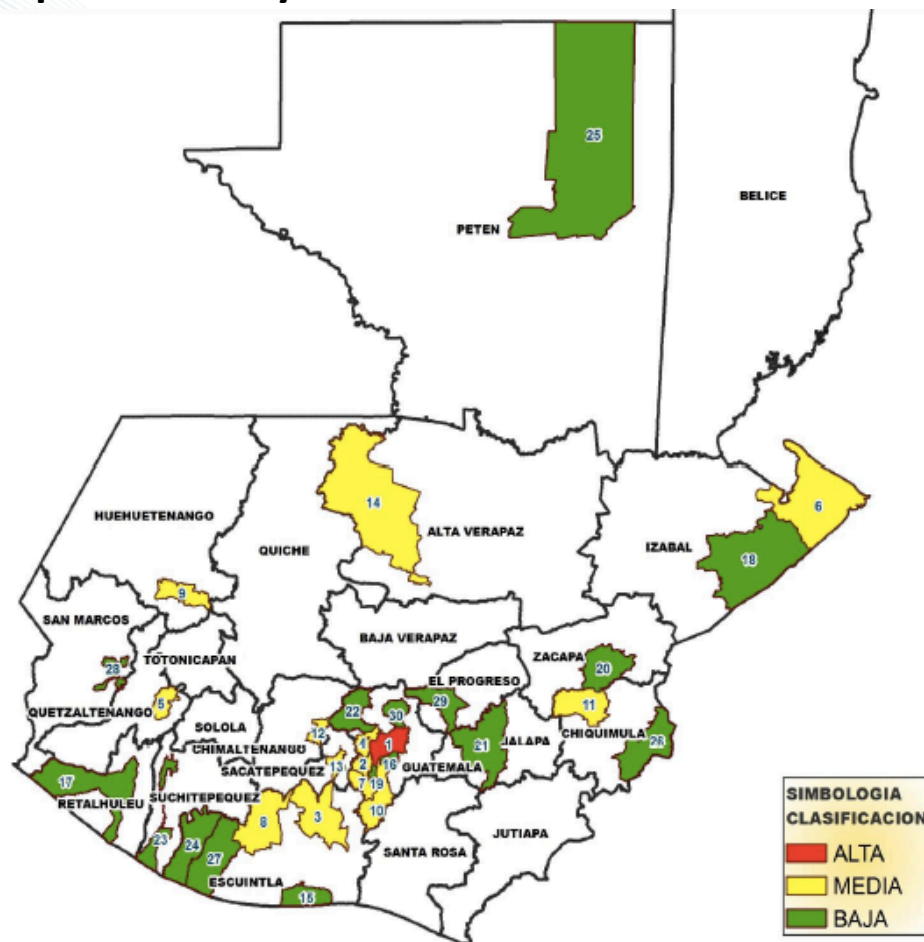 25
BELICE
PETEN
14
6
HUEHUETENANGO
ALTA VERAPAZ
QUICHE
IZABAL
18
9
SAN MARCOS
BAJA VERAPAZ
TOTONICAPAN
ZACAPA
28
20
EL PROGRESO
5
29
11
QUETZALTENANGO
22
30
SOLOLA
12
CHIQUIMULA
26
4
1
21
JALAPA
CHIMALTENANGO
13
2
16
GUATEMALA
SACATEPEQUEZ
17
7
19
SUCHITEPEQUEZ
RETALHULEU
10
8
3
JUTIAPA
23
24
27
SANTA ROSA
ESCUINTLA
15
SIMBOLOGIA
CLASIFICACION
ALTA
MEDIA
BAJA